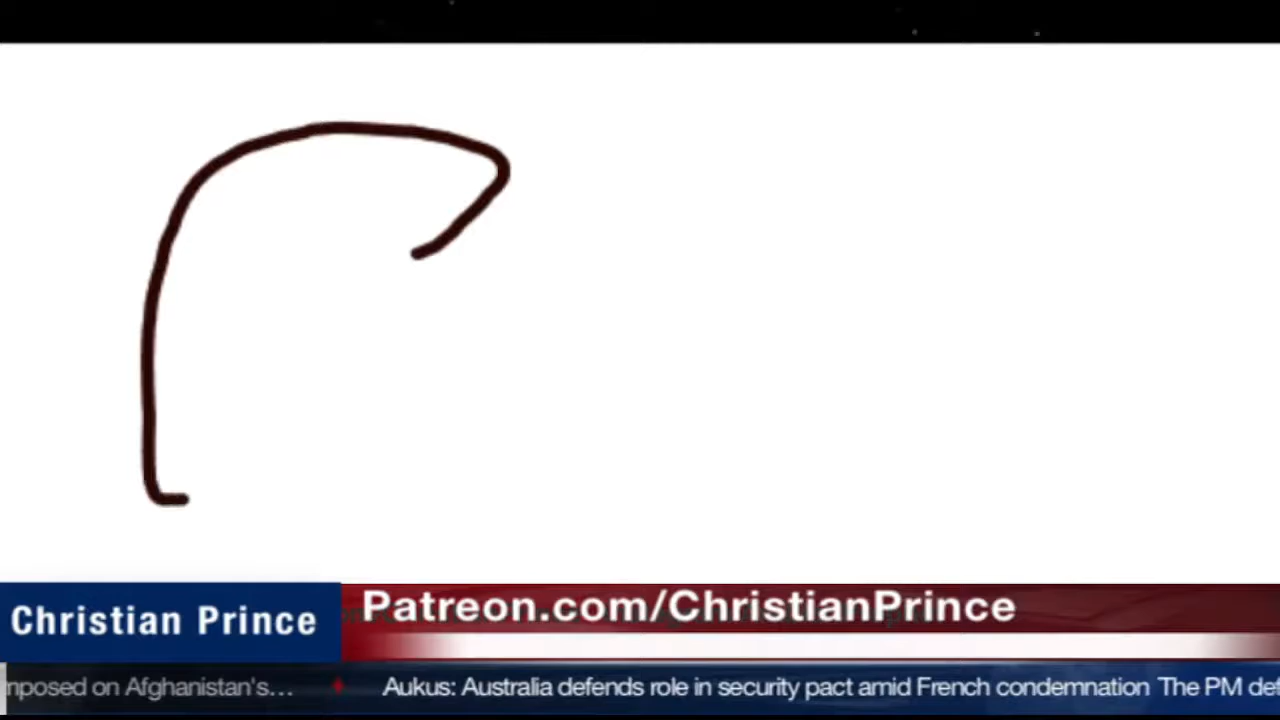 Christian Prince
Patreon.com/ChristianPrince
mposed on Afghanistan's... Aukus: Australia defends role in security pact amid French condemnation The PM def